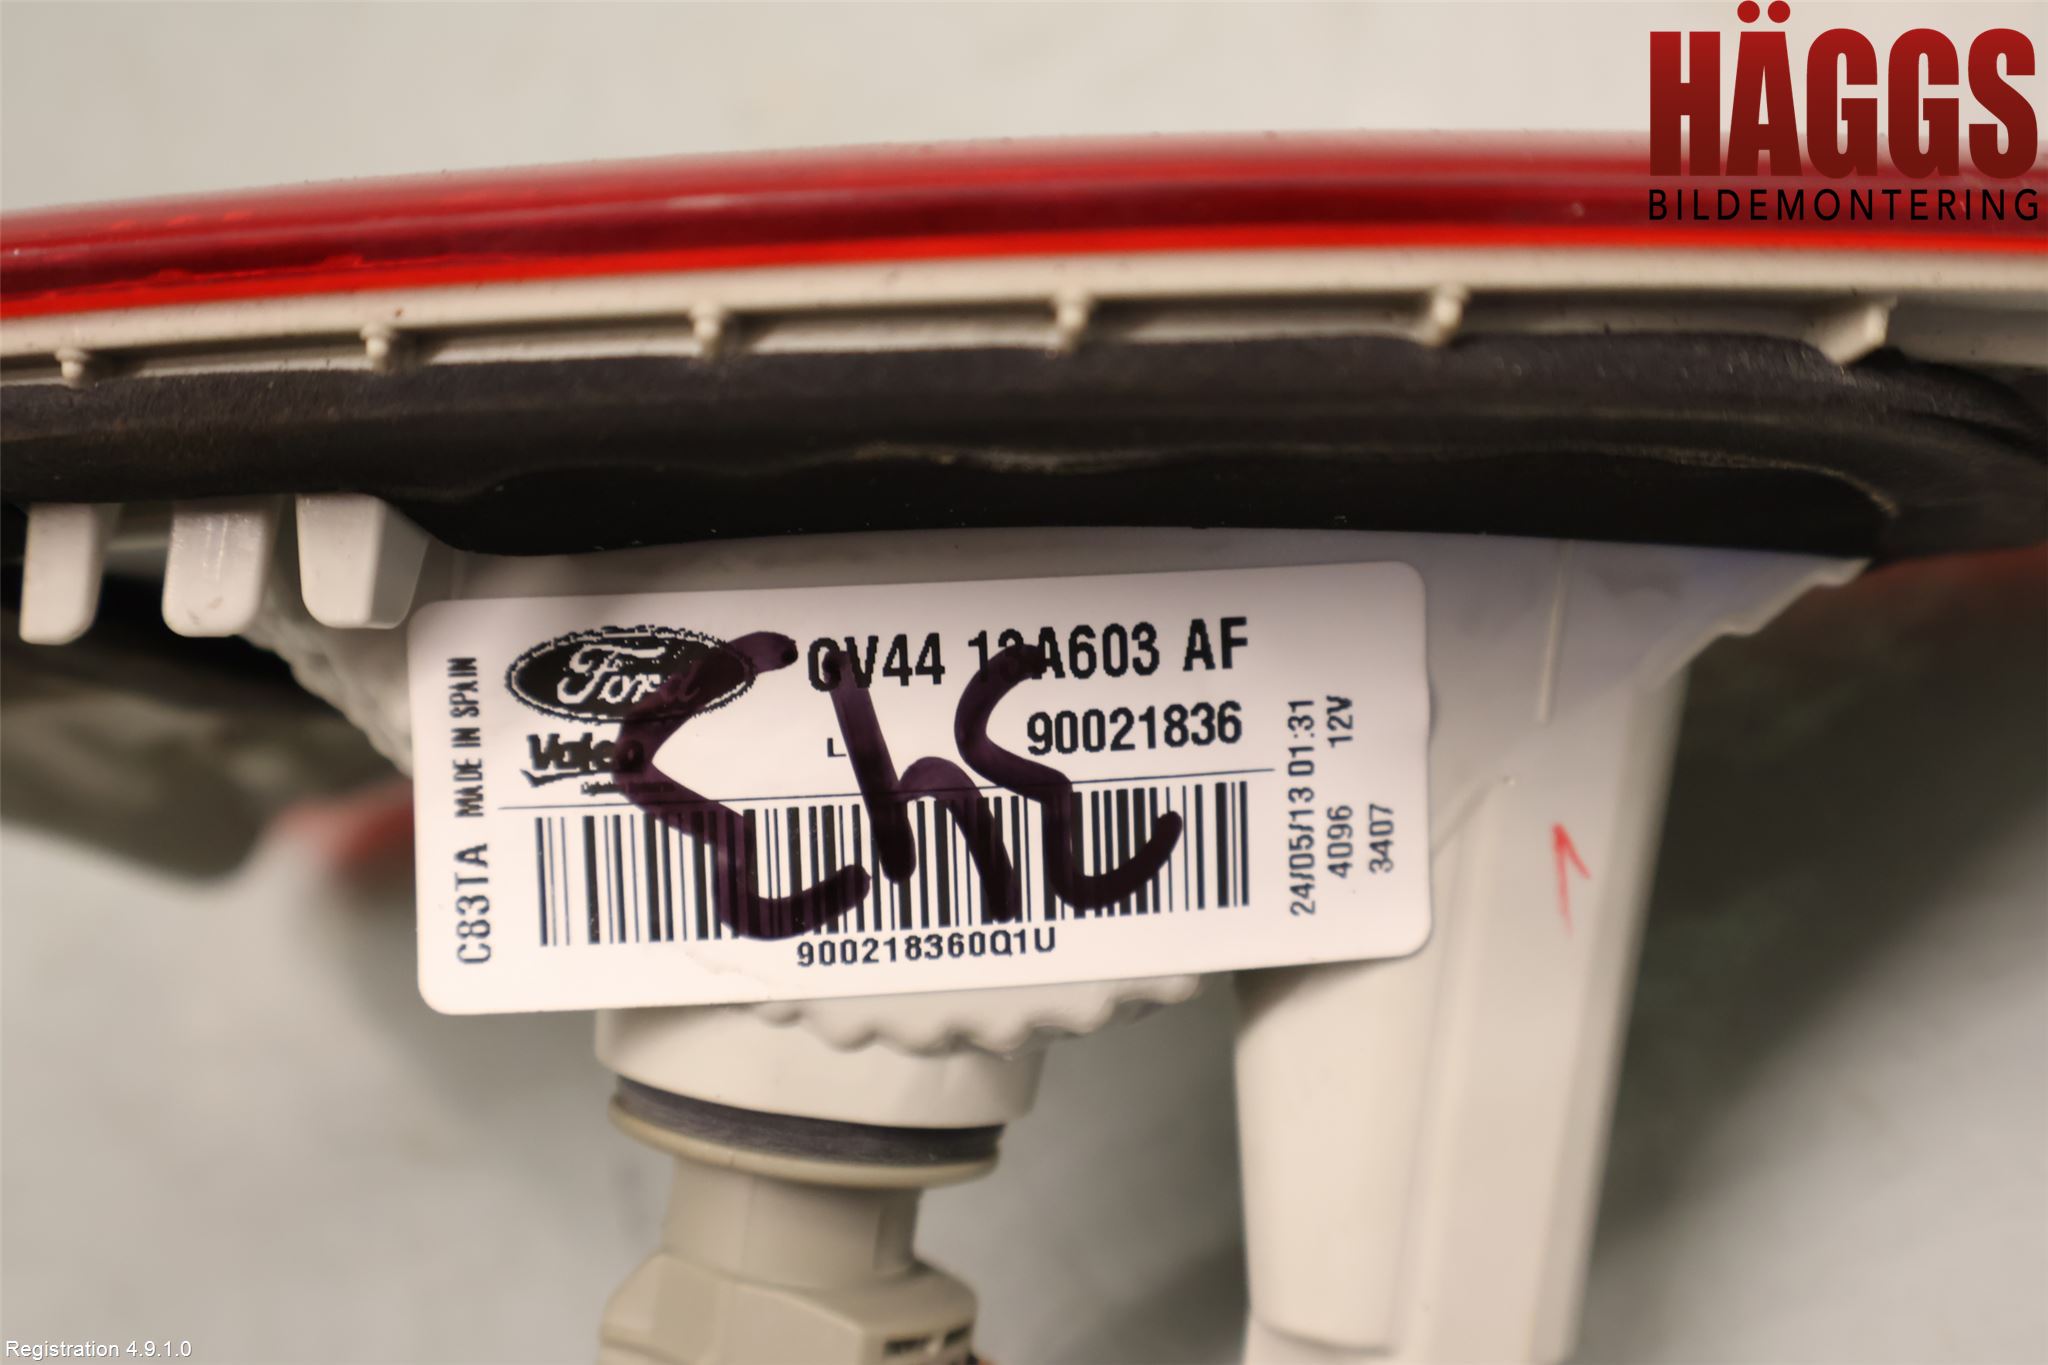 HÄGGS
BILDEMONTERING
Ford
CV44 13A603 AF
Valeo
L
90021836
C83TA MADE IN SPAIN
24/05/13 01:31
4096 12V
3407
900218360Q1U
Registration 4.9.1.0